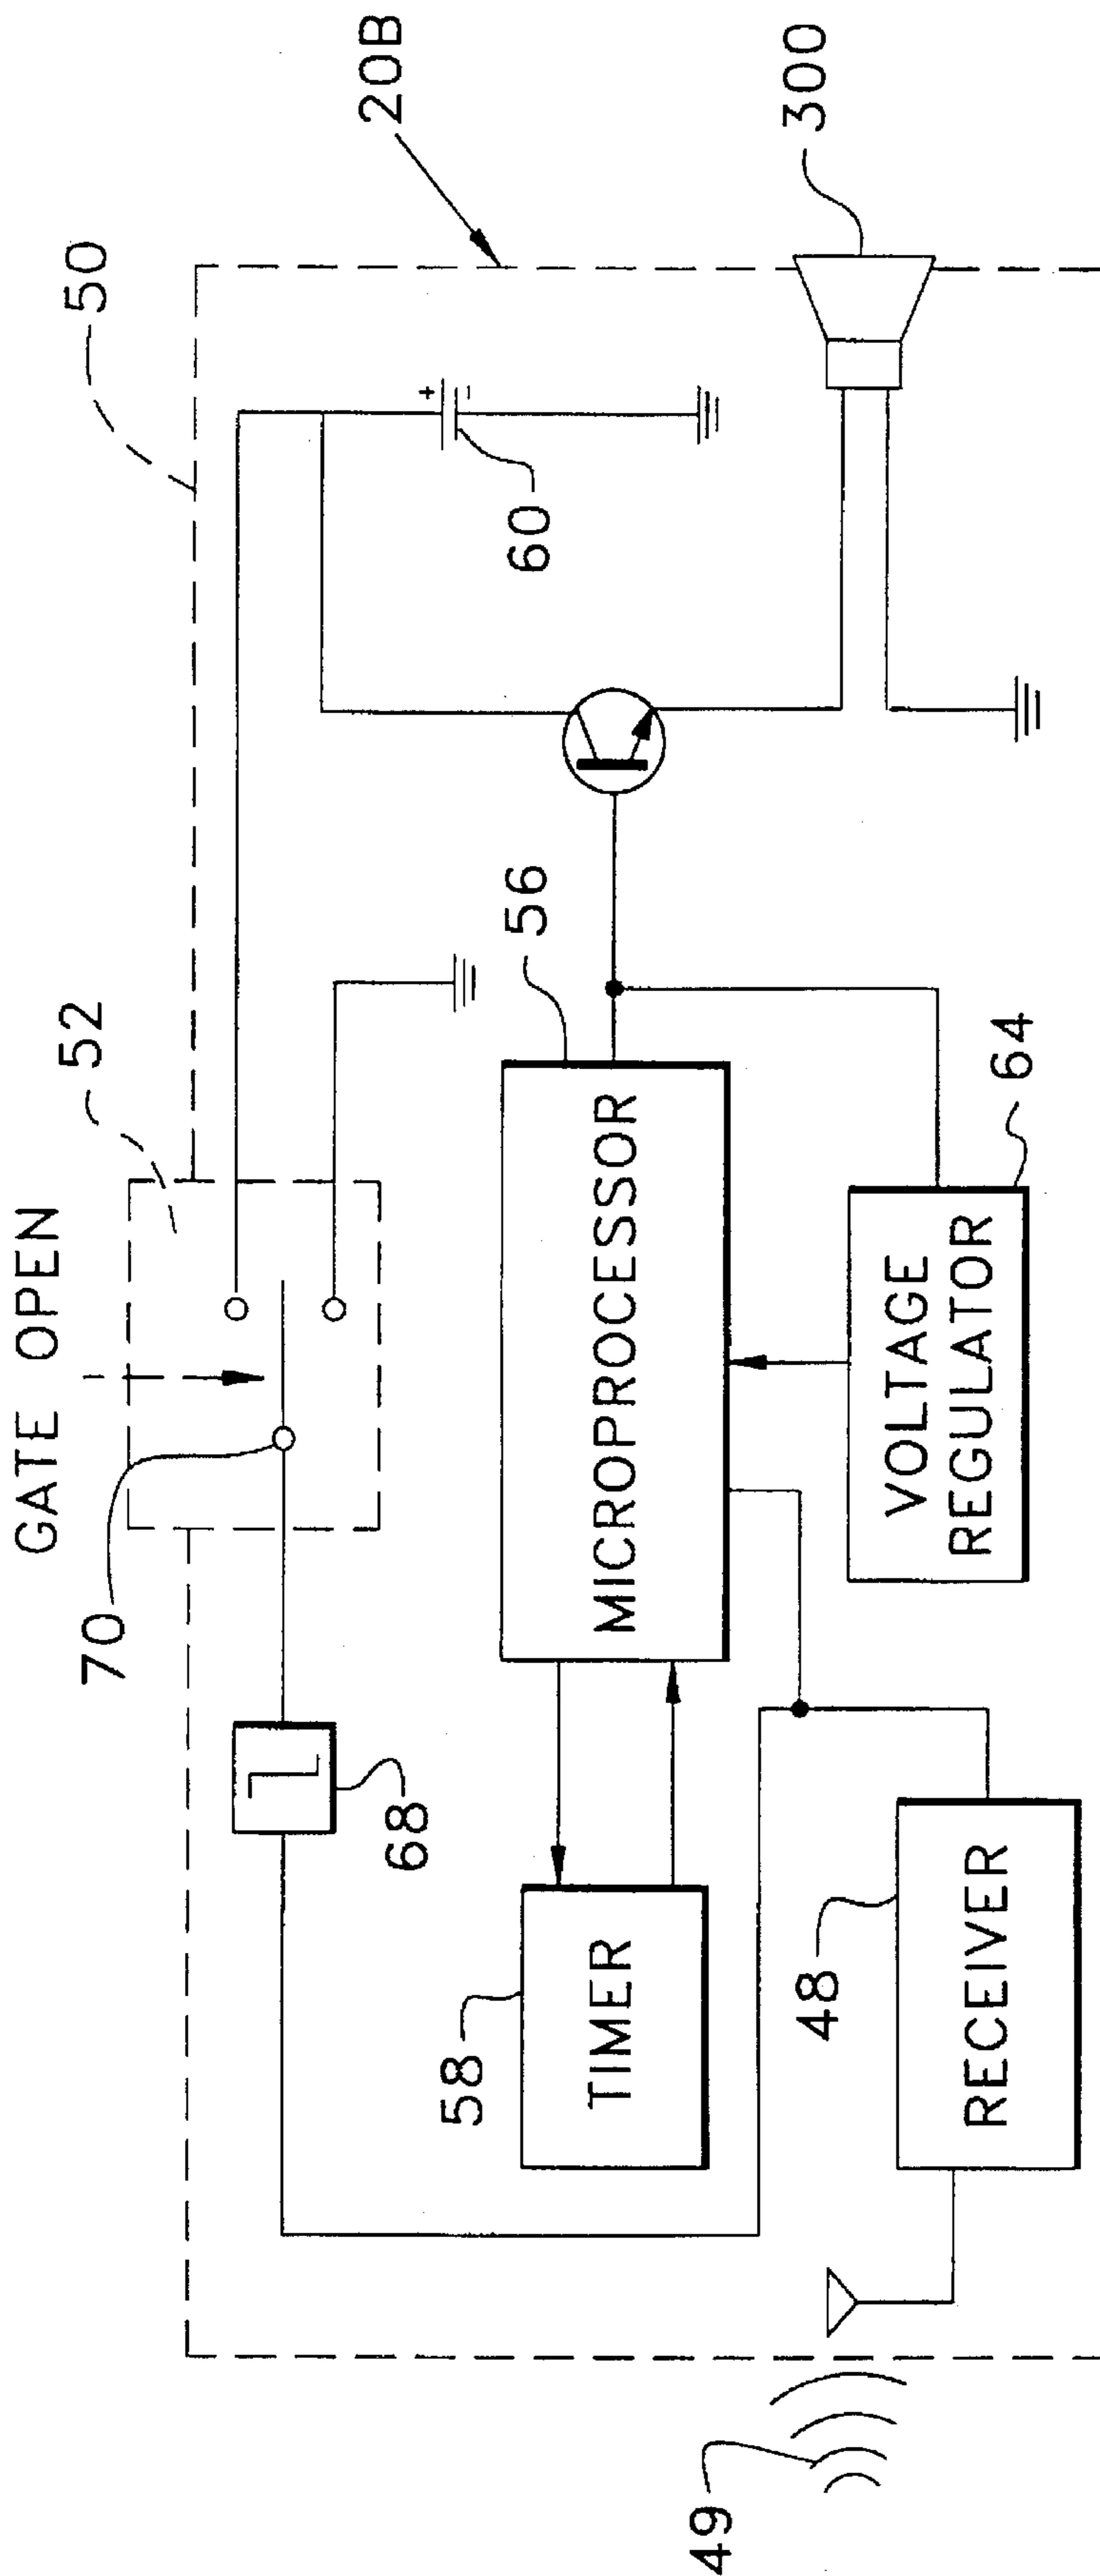 GATE OPEN
52
50
20B
70
68
60
56
MICROPROCESSOR
58
TIMER
300
48
RECEIVER
VOLTAGE
REGULATOR
64
49
+
-